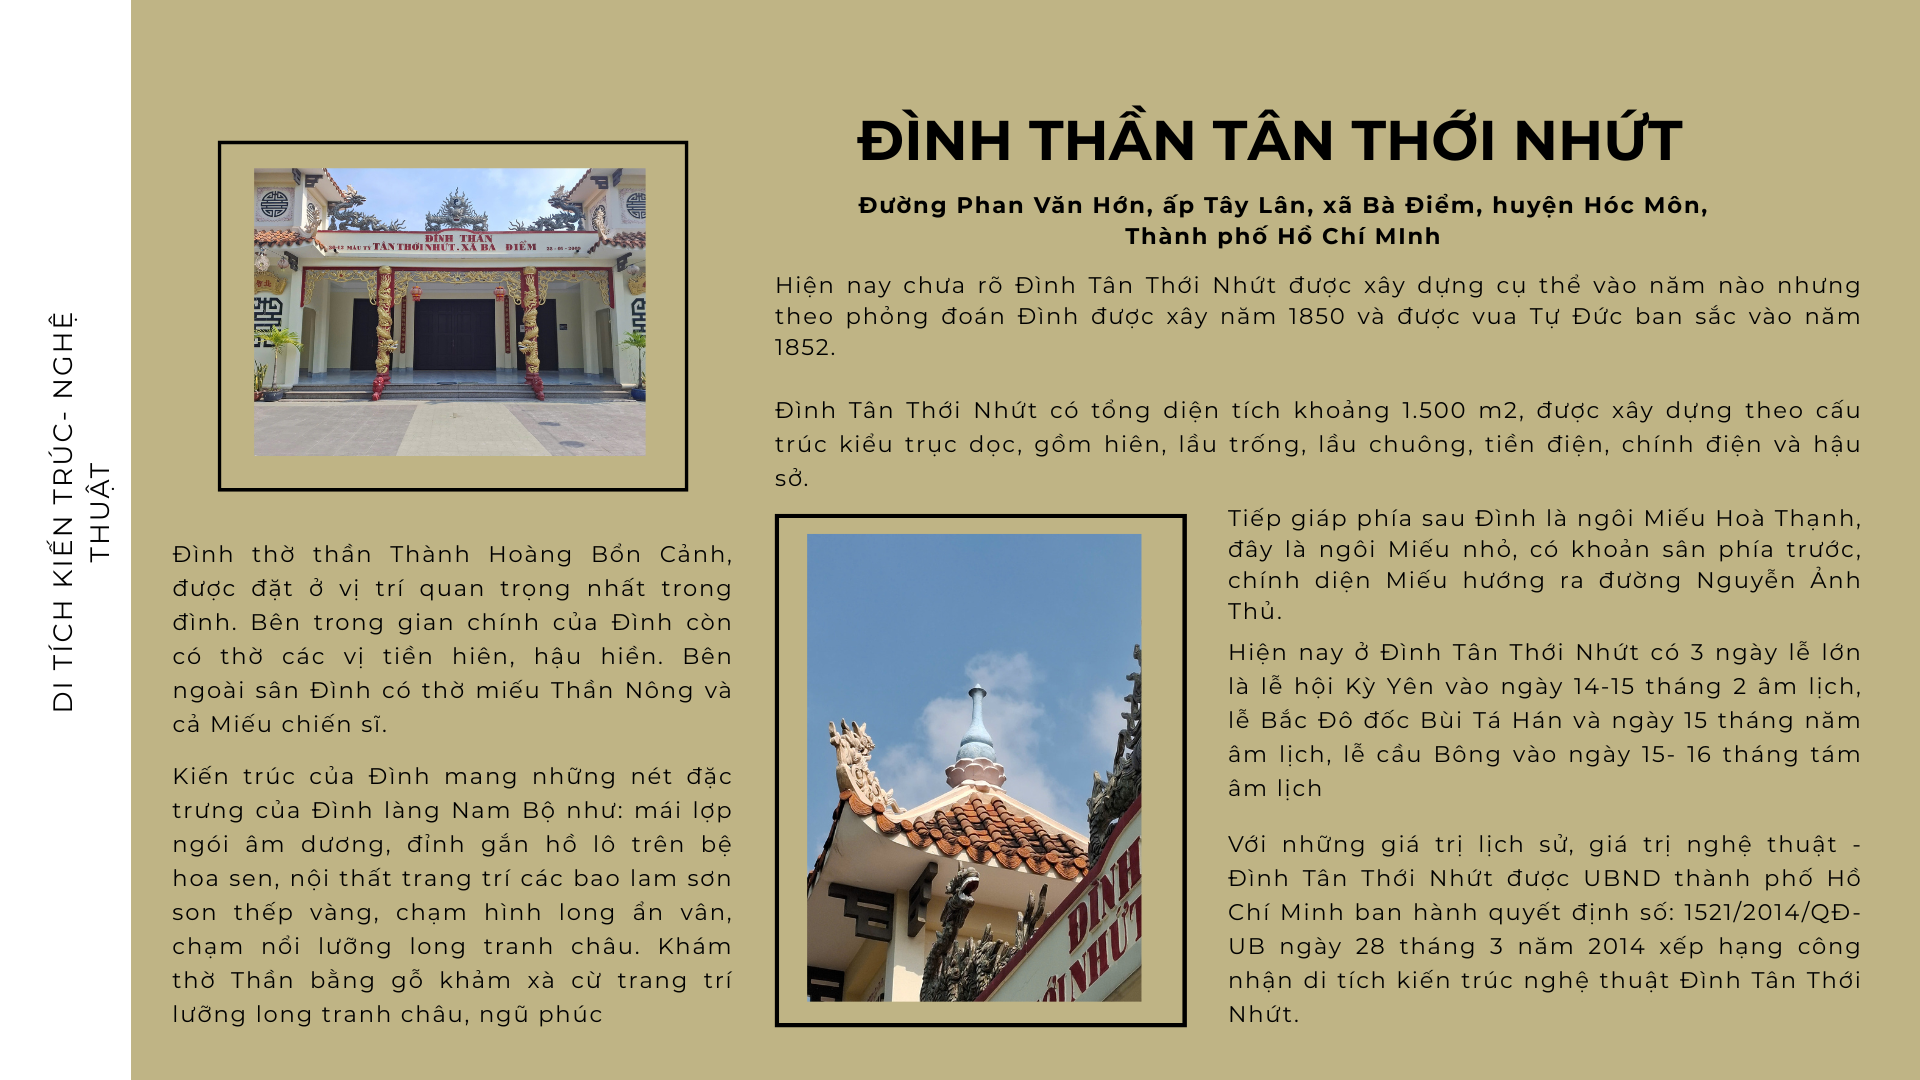 DI TÍCH KIẾN TRÚC- NGHỆ
THUẬT
ĐÌNH THẦN TÂN THỚI NHỨT
Đường Phan Văn Hớn, ấp Tây Lân, xã Bà Điểm, huyện Hóc Môn,
Thành phố Hồ Chí MInh
Hiện nay chưa rõ Đình Tân Thới Nhứt được xây dựng cụ thể vào năm nào nhưng
theo phỏng đoán Đình được xây năm 1850 và được vua Tự Đức ban sắc vào năm
1852.
Đình Tân Thới Nhứt có tổng diện tích khoảng 1.500 m2, được xây dựng theo cấu
trúc kiểu trục dọc, gồm hiên, lầu trống, lầu chuông, tiền điện, chính điện và hậu
sở.
ĐÌNH THẦN
TÂN THỚI NHỨT . XÃ BÀ ĐIỂM
Đình thờ thần Thành Hoàng Bổn Cảnh,
được đặt ở vị trí quan trọng nhất trong
đình. Bên trong gian chính của Đình còn
có thờ các vị tiền hiên, hậu hiền. Bên
ngoài sân Đình có thờ miếu Thần Nông và
cả Miếu chiến sĩ.
Kiến trúc của Đình mang những nét đặc
trưng của Đình làng Nam Bộ như: mái lợp
ngói âm dương, đỉnh gắn hồ lô trên bệ
hoa sen, nội thất trang trí các bao lam sơn
son thếp vàng, chạm hình long ẩn vân,
chạm nổi lưỡng long tranh châu. Khám
thờ Thần bằng gỗ khảm xà cừ trang trí
lưỡng long tranh châu, ngũ phúc
ĐÌNH
ỚI NHỨT
Tiếp giáp phía sau Đình là ngôi Miếu Hoà Thạnh,
đây là ngôi Miếu nhỏ, có khoản sân phía trước,
chính diện Miếu hướng ra đường Nguyễn Ảnh
Thủ.
Hiện nay ở Đình Tân Thới Nhứt có 3 ngày lễ lớn
là lễ hội Kỳ Yên vào ngày 14-15 tháng 2 âm lịch,
lễ Bắc Đô đốc Bùi Tá Hán và ngày 15 tháng năm
âm lịch, lễ cầu Bông vào ngày 15- 16 tháng tám
âm lịch
Với những giá trị lịch sử, giá trị nghệ thuật -
Đình Tân Thới Nhứt được UBND thành phố Hồ
Chí Minh ban hành quyết định số: 1521/2014/QĐ-
UB ngày 28 tháng 3 năm 2014 xếp hạng công
nhận di tích kiến trúc nghệ thuật Đình Tân Thới
Nhứt.